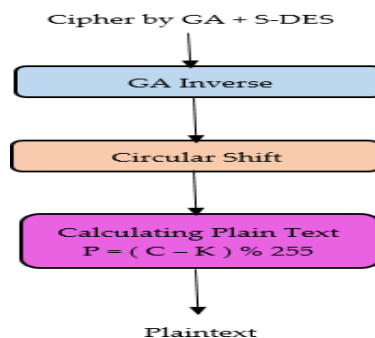 Cipher by GA + S-DES
GA Inverse
Circular Shift
Calculating Plain Text
P = ( C – K ) % 255
Plaintext